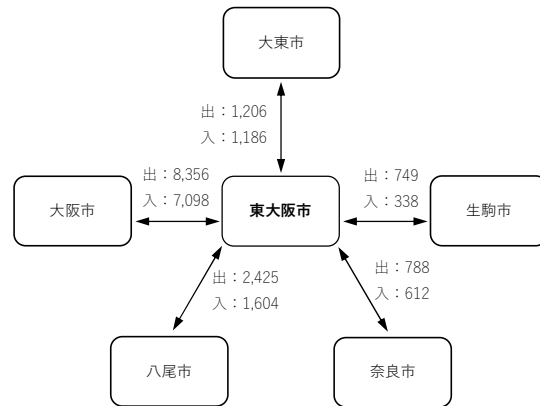 大東市
出：1,206
入：1,186
出：8,356
入：7,098
出：749
入：338
大阪市
東大阪市
生駒市
出：2,425
入：1,604
出：788
入：612
八尾市
奈良市